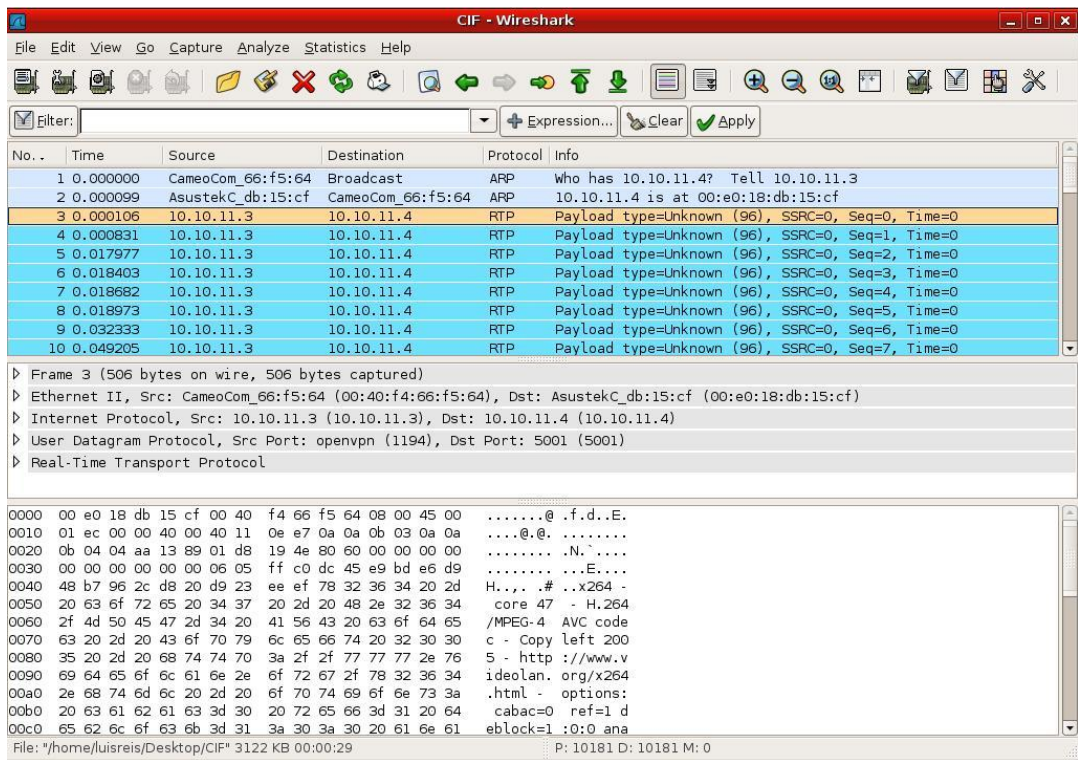 CIF - Wireshark
File Edit View Go Capture Analyze Statistics Help
Filter: Expression... Clear Apply
No. . Time Source Destination Protocol Info
1 0.000000 CameoCom_66:f5:64 Broadcast ARP Who has 10.10.11.4? Tell 10.10.11.3
2 0.000099 AsustekC_db:15:cf CameoCom_66:f5:64 ARP 10.10.11.4 is at 00:e0:18:db:15:cf
3 0.000106 10.10.11.3 10.10.11.4 RTP Payload type=Unknown (96), SSRC=0, Seq=0, Time=0
4 0.000831 10.10.11.3 10.10.11.4 RTP Payload type=Unknown (96), SSRC=0, Seq=1, Time=0
5 0.017977 10.10.11.3 10.10.11.4 RTP Payload type=Unknown (96), SSRC=0, Seq=2, Time=0
6 0.018403 10.10.11.3 10.10.11.4 RTP Payload type=Unknown (96), SSRC=0, Seq=3, Time=0
7 0.018682 10.10.11.3 10.10.11.4 RTP Payload type=Unknown (96), SSRC=0, Seq=4, Time=0
8 0.018973 10.10.11.3 10.10.11.4 RTP Payload type=Unknown (96), SSRC=0, Seq=5, Time=0
9 0.032333 10.10.11.3 10.10.11.4 RTP Payload type=Unknown (96), SSRC=0, Seq=6, Time=0
10 0.049205 10.10.11.3 10.10.11.4 RTP Payload type=Unknown (96), SSRC=0, Seq=7, Time=0
Frame 3 (506 bytes on wire, 506 bytes captured)
Ethernet II, Src: CameoCom_66:f5:64 (00:40:f4:66:f5:64), Dst: AsustekC_db:15:cf (00:e0:18:db:15:cf)
Internet Protocol, Src: 10.10.11.3 (10.10.11.3), Dst: 10.10.11.4 (10.10.11.4)
User Datagram Protocol, Src Port: openvpn (1194), Dst Port: 5001 (5001)
Real-Time Transport Protocol
0000 00 e0 18 db 15 cf 00 40 f4 66 f5 64 08 00 45 00 .......@ .f.d..E.
0010 01 ec 00 00 40 00 40 11 0e e7 0a 0a 0b 03 0a 0a ....@.@. ........
0020 0b 04 04 aa 13 89 01 d8 19 4e 80 60 00 00 00 00 ........ .N.`....
0030 00 00 00 00 00 00 06 05 ff c0 dc 45 e9 bd e6 d9 ........ ...E....
0040 48 b7 96 2c d8 20 d9 23 ee ef 78 32 36 34 20 2d H..,. .# ..x264 -
0050 20 63 6f 72 65 20 34 37 20 2d 20 48 2e 32 36 34 core 47 - H.264
0060 2f 4d 50 45 47 2d 34 20 41 56 43 20 63 6f 64 65 /MPEG-4 AVC code
0070 63 20 2d 20 43 6f 70 79 6c 65 66 74 20 32 30 30 c - Copy left 200
0080 35 20 2d 20 68 74 74 70 3a 2f 2f 77 77 77 2e 76 5 - http ://www.v
0090 69 64 65 6f 6c 61 6e 2e 6f 72 67 2f 78 32 36 34 ideolan. org/x264
00a0 2e 68 74 6d 6c 20 2d 20 6f 70 74 69 6f 6e 73 3a .html - options:
00b0 20 63 61 62 61 63 3d 30 20 72 65 66 3d 31 20 64 cabac=0 ref=1 d
00c0 65 62 6c 6f 63 6b 3d 31 3a 30 3a 30 20 61 6e 61 eblock=1 :0:0 ana
File: "/home/luisreis/Desktop/CIF" 3122 KB 00:00:29 P: 10181 D: 10181 M: 0